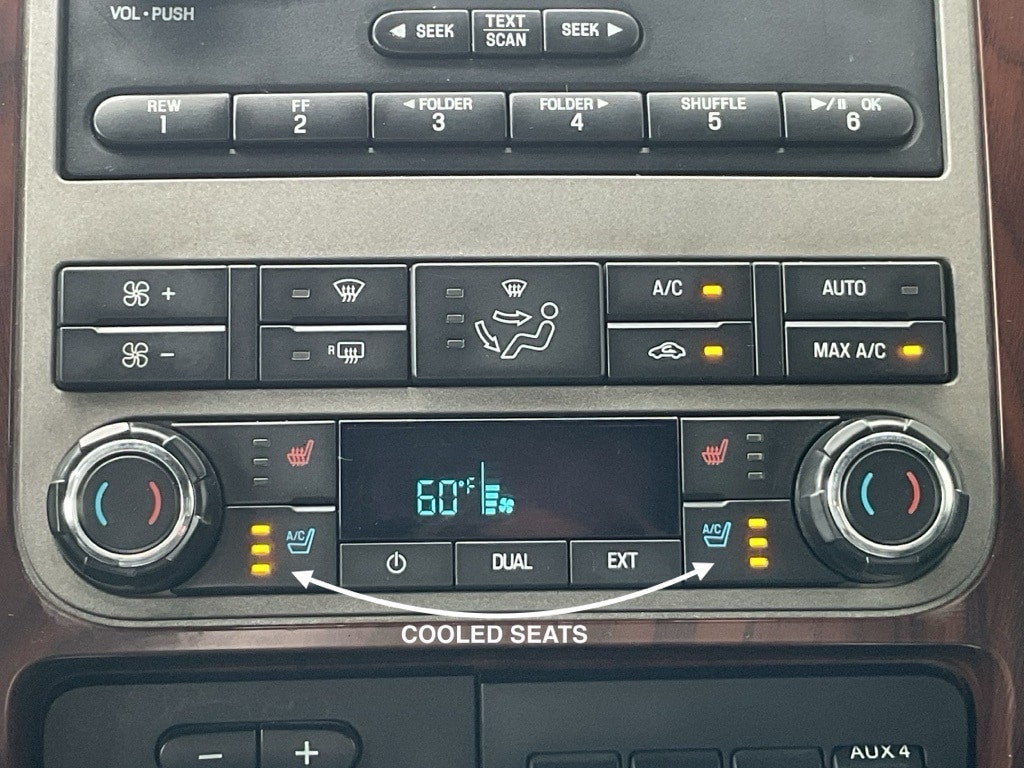 VOL • PUSH
◀ SEEK
TEXT
SCAN
SEEK ▶
REW
1
FF
2
◀ FOLDER
3
FOLDER ▶
4
SHUFFLE
5
▶/⏸ OK
6
+
A/C
AUTO
−
R
MAX A/C
60°F
A/C
A/C
DUAL
EXT
COOLED SEATS
−
+
AUX 4